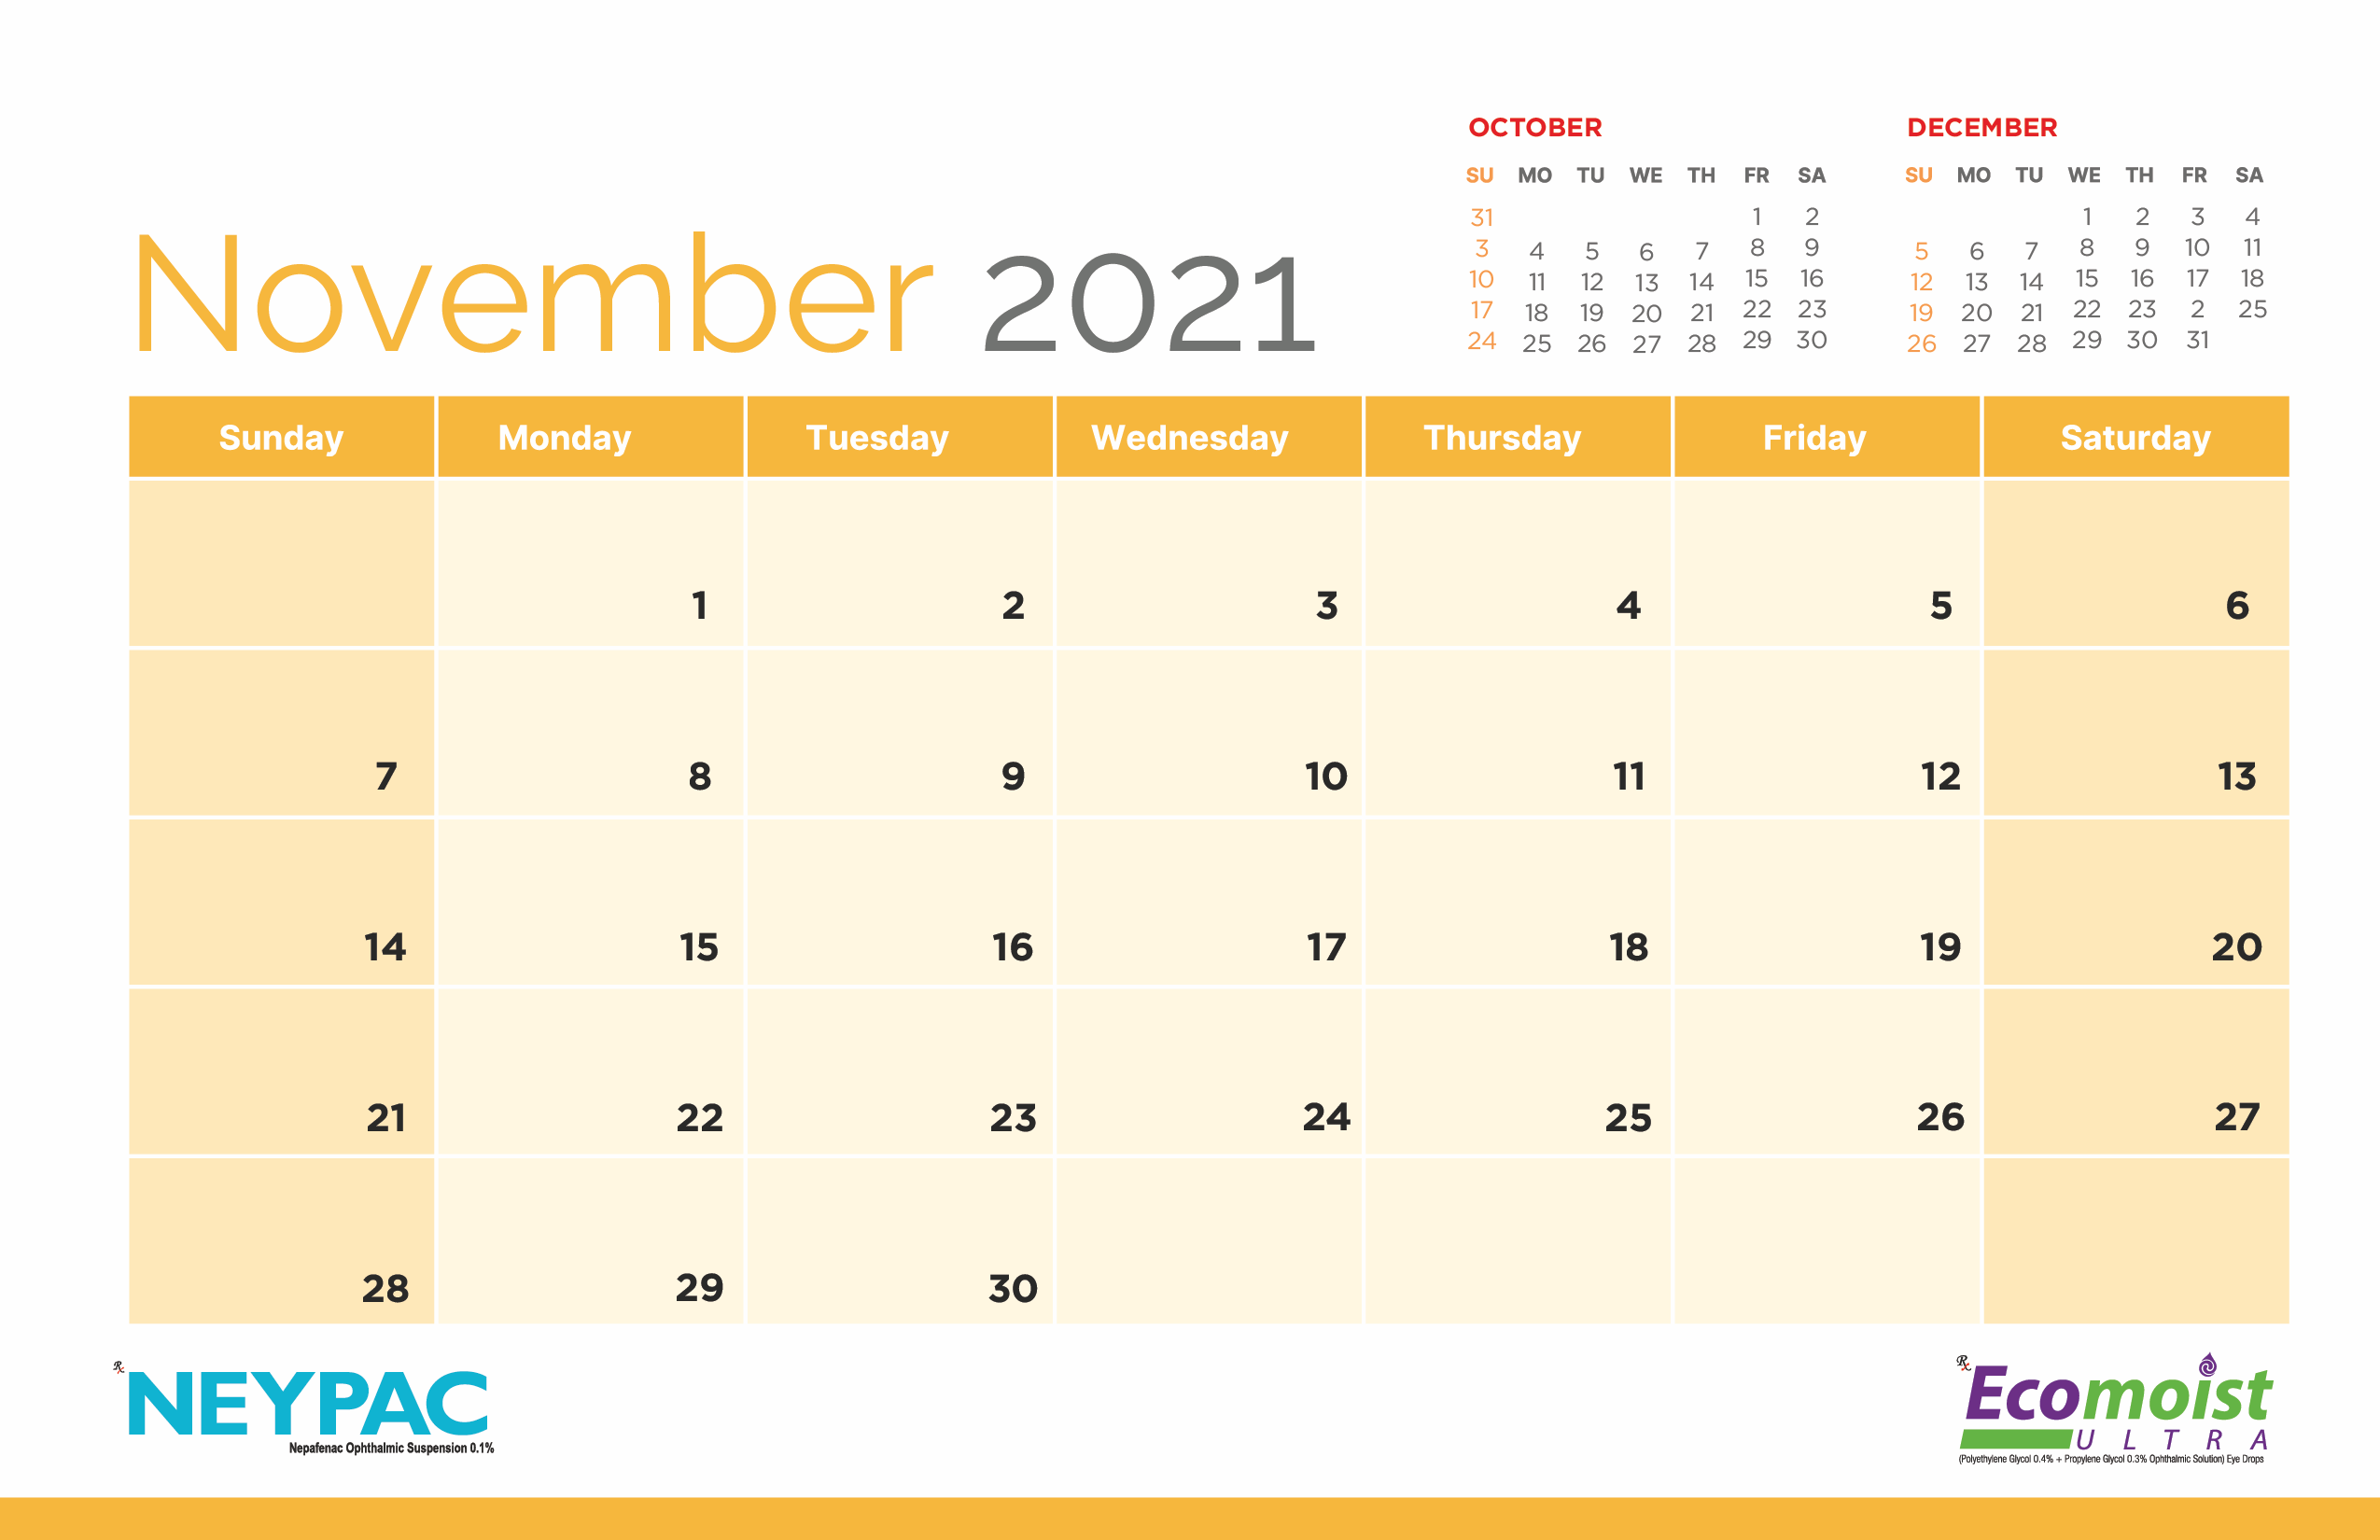 OCTOBER
SU MO TU WE TH FR SA
31 1 2
3 4 5 6 7 8 9
10 11 12 13 14 15 16
17 18 19 20 21 22 23
24 25 26 27 28 29 30
DECEMBER
SU MO TU WE TH FR SA
1 2 3 4
5 6 7 8 9 10 11
12 13 14 15 16 17 18
19 20 21 22 23 2 25
26 27 28 29 30 31
November 2021
Sunday Monday Tuesday Wednesday Thursday Friday Saturday
1 2 3 4 5 6
7 8 9 10 11 12 13
14 15 16 17 18 19 20
21 22 23 24 25 26 27
28 29 30
Rx
NEYPAC
Nepafenac Ophthalmic Suspension 0.1%
Rx
Ecomoist
ULTRA
(Polyethylene Glycol 0.4% + Propylene Glycol 0.3% Ophthalmic Solution) Eye Drops